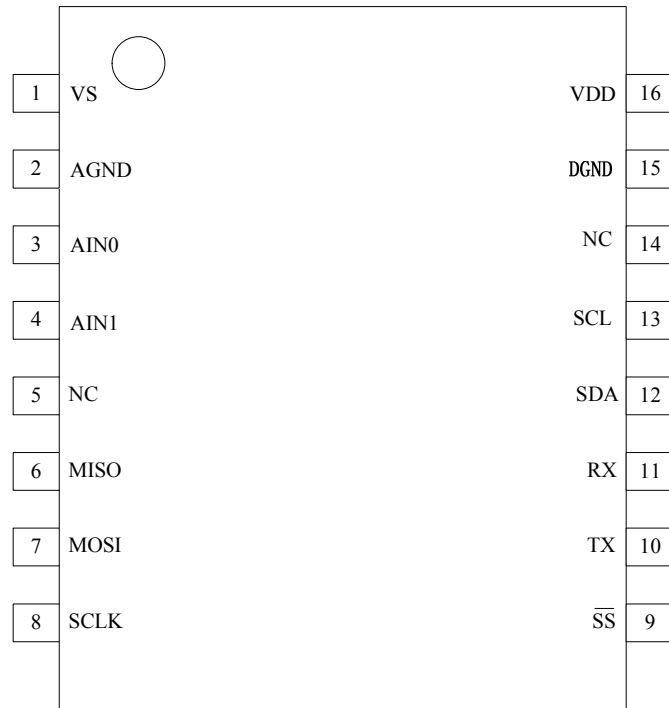 1 VS VDD 16
2 AGND DGND 15
3 AIN0 NC 14
4 AIN1 SCL 13
5 NC SDA 12
6 MISO RX 11
7 MOSI TX 10
8 SCLK S̅S̅ 9